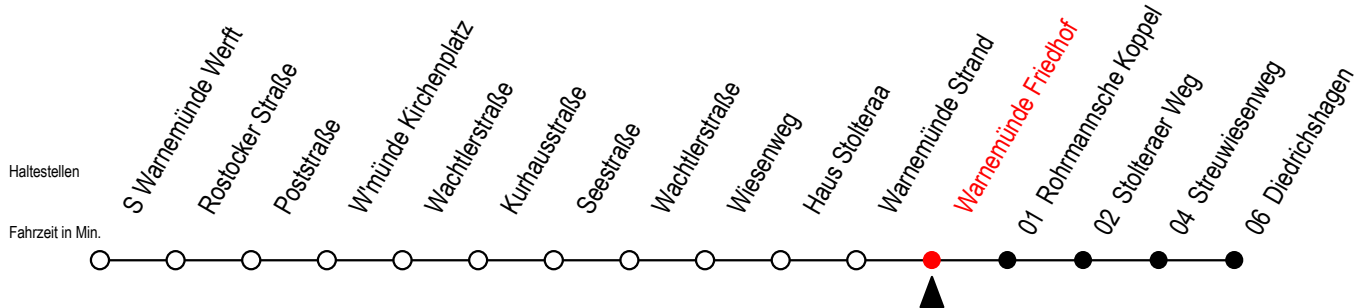 S Warnemünde Werft
Rostocker Straße
Poststraße
W'münde Kirchenplatz
Wachtlerstraße
Kurhausstraße
Seestraße
Wachtlerstraße
Wiesenweg
Haus Stolteraa
Warnemünde Strand
Warnemünde Friedhof
01 Rohrmannsche Koppel
02 Stolteraer Weg
04 Streuwiesenweg
06 Diedrichshagen
Haltestellen
Fahrzeit in Min.